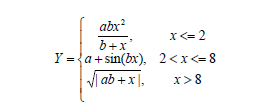 abx²/(b+x), x<=2
Y = { a+sin(bx), 2<x<=8
√|ab+x|, x>8